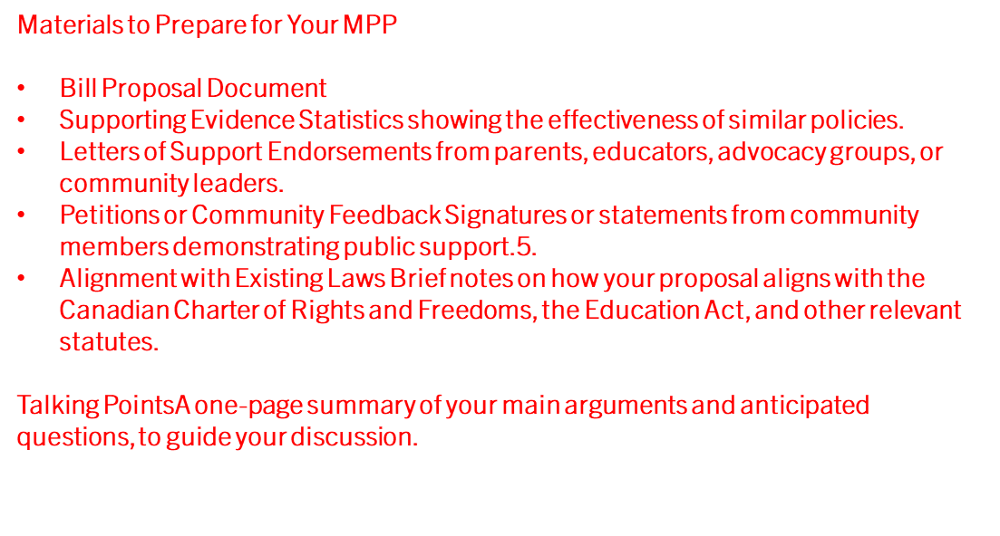 Materials to Prepare for Your MPP
• Bill Proposal Document
• Supporting Evidence Statistics showing the effectiveness of similar policies.
• Letters of Support Endorsements from parents, educators, advocacy groups, or
community leaders.
• Petitions or Community Feedback Signatures or statements from community
members demonstrating public support.5.
• Alignment with Existing Laws Brief notes on how your proposal aligns with the
Canadian Charter of Rights and Freedoms, the Education Act, and other relevant
statutes.
Talking PointsA one-page summary of your main arguments and anticipated
questions, to guide your discussion.